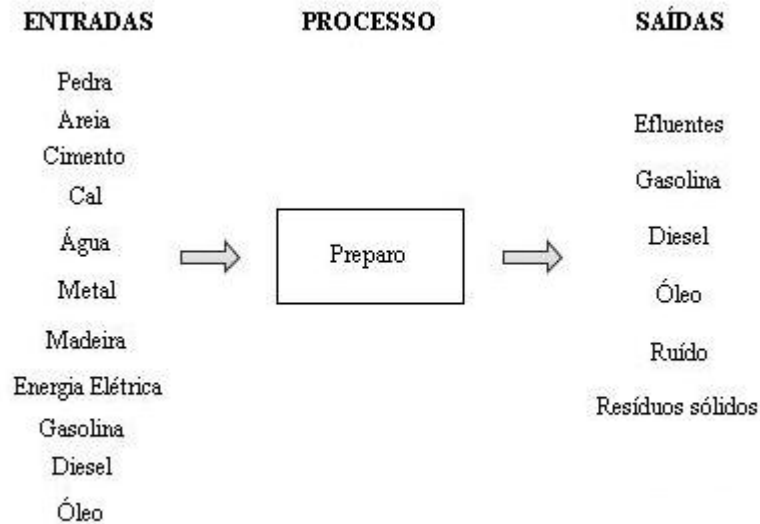 ENTRADAS
Pedra
Areia
Cimento
Cal
Água
Metal
Madeira
Energia Elétrica
Gasolina
Diesel
Óleo
PROCESSO
Preparo
SAÍDAS
Efluentes
Gasolina
Diesel
Óleo
Ruído
Resíduos sólidos